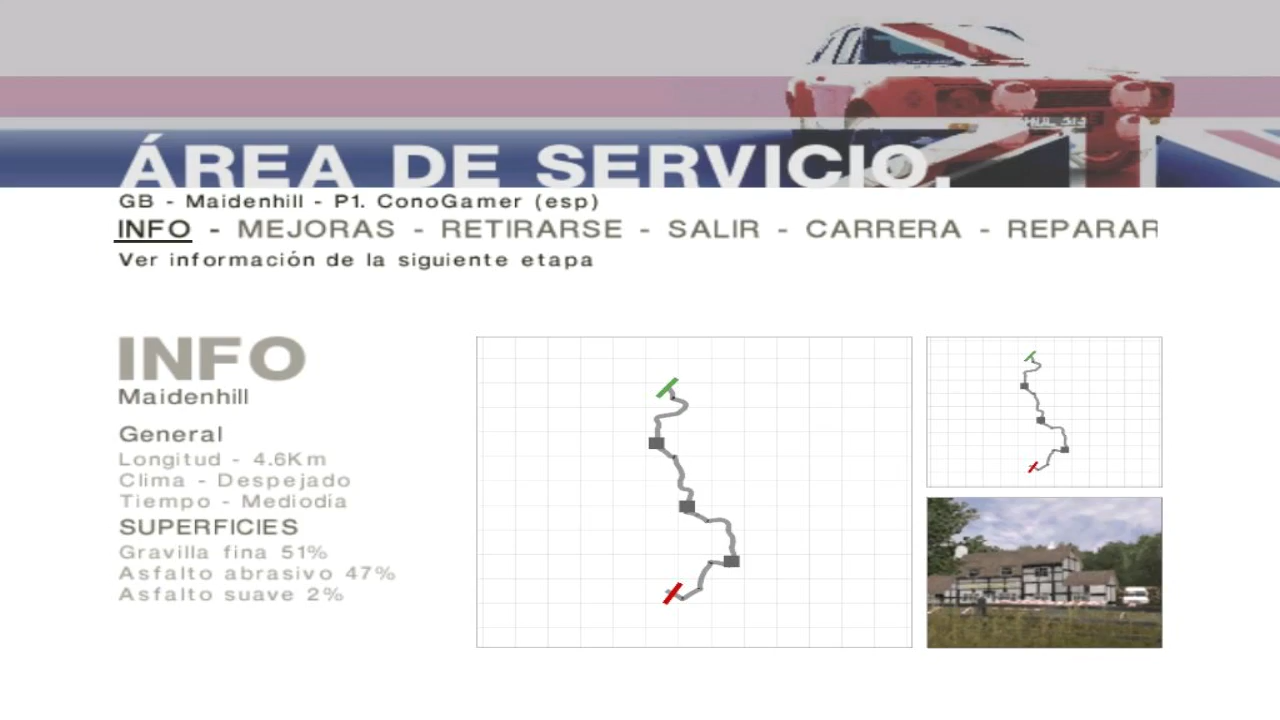 ÁREA DE SERVICIO.
GB - Maidenhill - P1. ConoGamer (esp)
INFO - MEJORAS - RETIRARSE - SALIR - CARRERA - REPARAR
Ver información de la siguiente etapa
INFO
Maidenhill
General
Longitud - 4.6Km
Clima - Despejado
Tiempo - Mediodia
SUPERFICIES
Gravilla fina 51%
Asfalto abrasivo 47%
Asfalto suave 2%